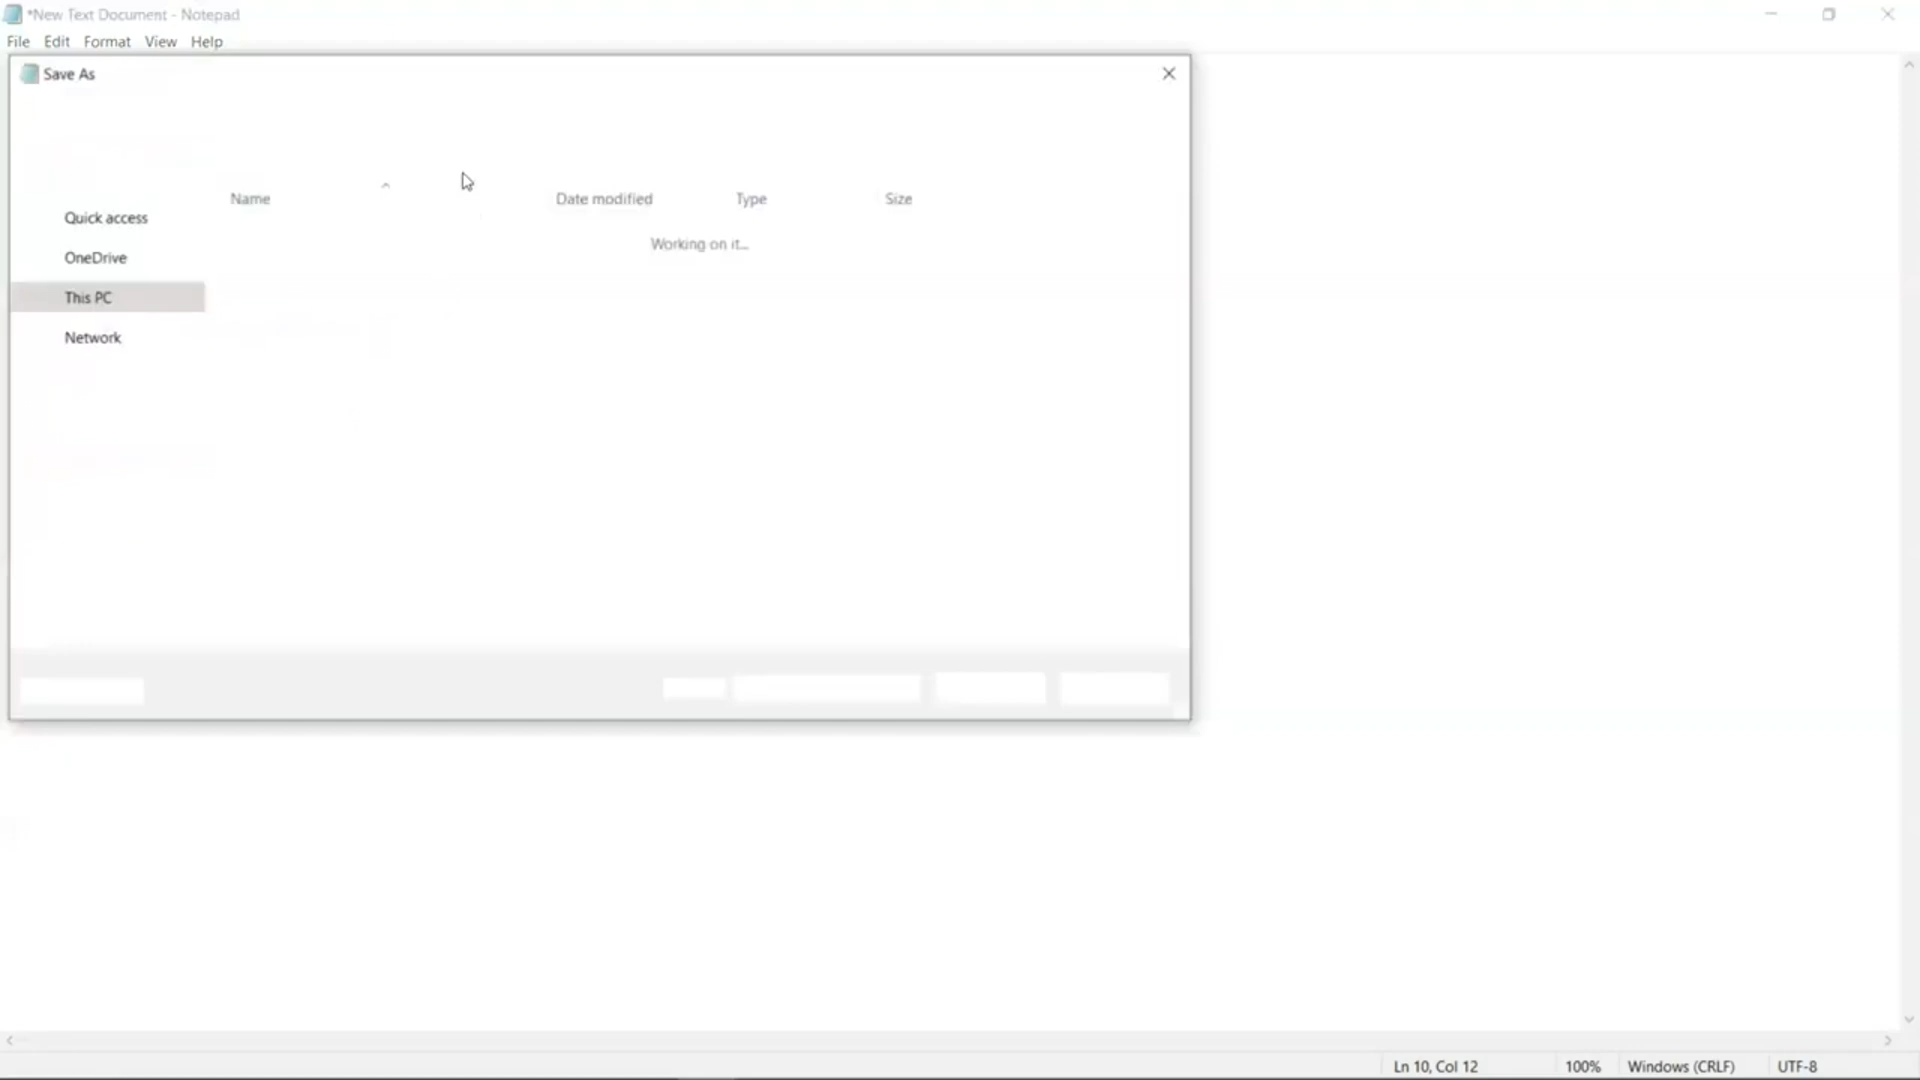 *New Text Document - Notepad
File Edit Format View Help
Save As
Name Date modified Type Size
Quick access
Working on it...
OneDrive
This PC
Network
Ln 10, Col 12 100% Windows (CRLF) UTF-8